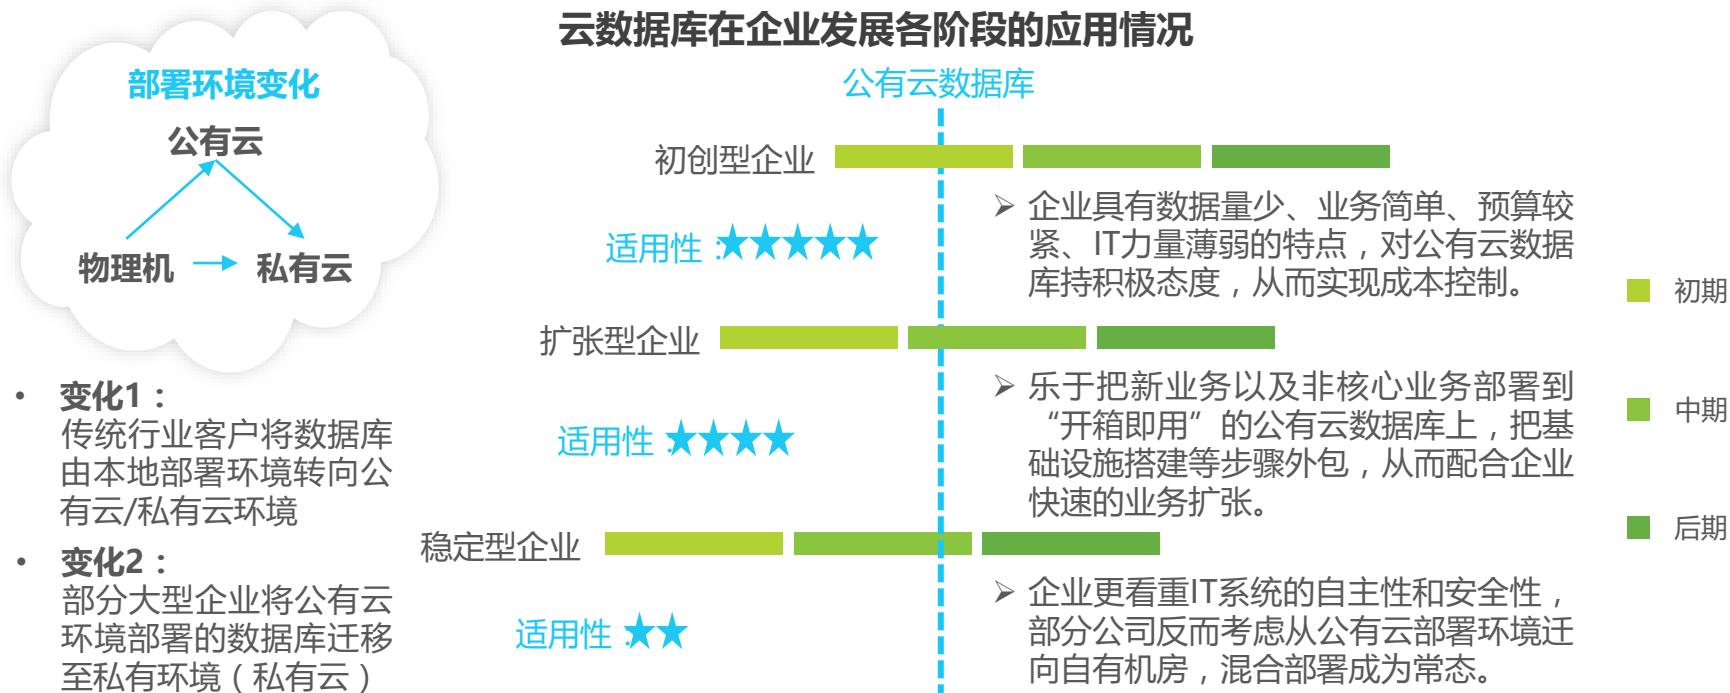 云数据库在企业发展各阶段的应用情况
部署环境变化
公有云
物理机
私有云
• 变化1：
传统行业客户将数据库
由本地部署环境转向公
有云/私有云环境
• 变化2：
部分大型企业将公有云
环境部署的数据库迁移
至私有环境（私有云）
公有云数据库
初创型企业
适用性：★★★★★
➢ 企业具有数据量少、业务简单、预算较
紧、IT力量薄弱的特点，对公有云数据
库持积极态度，从而实现成本控制。
扩张型企业
适用性：★★★★
➢ 乐于把新业务以及非核心业务部署到
“开箱即用”的公有云数据库上，把基
础设施搭建等步骤外包，从而配合企业
快速的业务扩张。
稳定型企业
适用性：★★
➢ 企业更看重IT系统的自主性和安全性，
部分公司反而考虑从公有云部署环境迁
向自有机房，混合部署成为常态。
初期
中期
后期